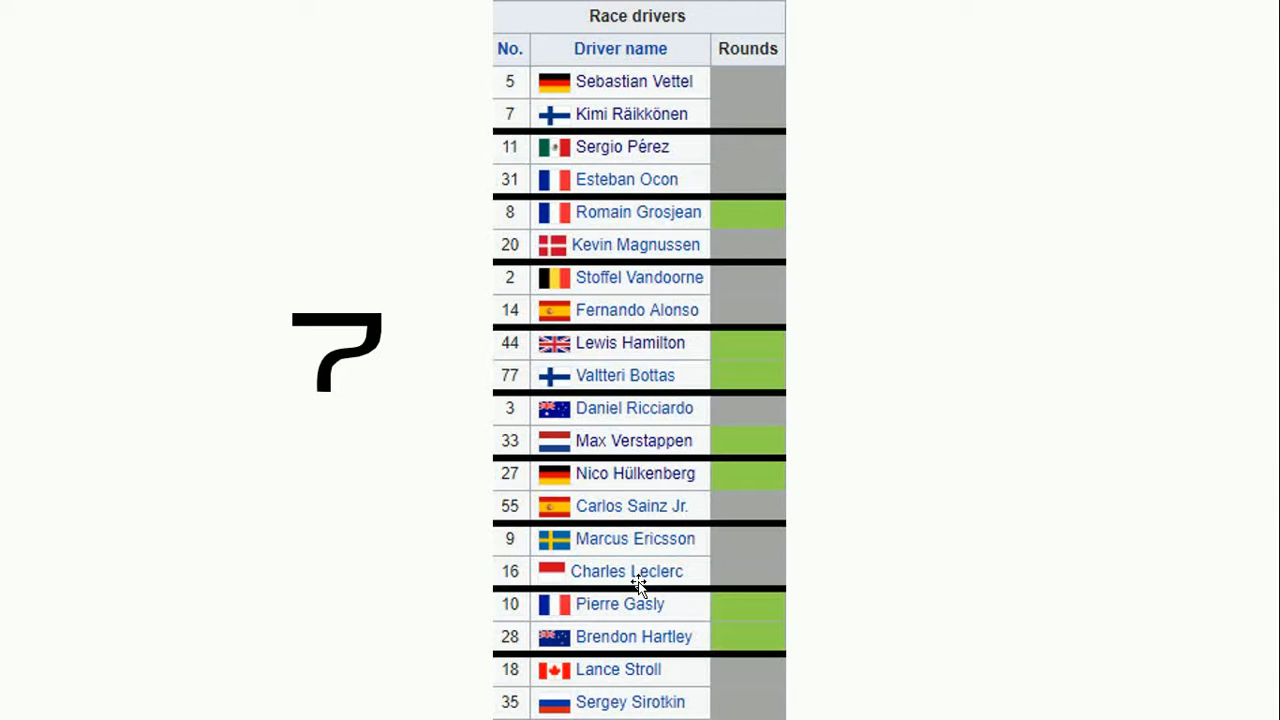 7
Race drivers
No. Driver name Rounds
5 Sebastian Vettel
7 Kimi Räikkönen
11 Sergio Pérez
31 Esteban Ocon
8 Romain Grosjean
20 Kevin Magnussen
2 Stoffel Vandoorne
14 Fernando Alonso
44 Lewis Hamilton
77 Valtteri Bottas
3 Daniel Ricciardo
33 Max Verstappen
27 Nico Hülkenberg
55 Carlos Sainz Jr.
9 Marcus Ericsson
16 Charles Leclerc
10 Pierre Gasly
28 Brendon Hartley
18 Lance Stroll
35 Sergey Sirotkin